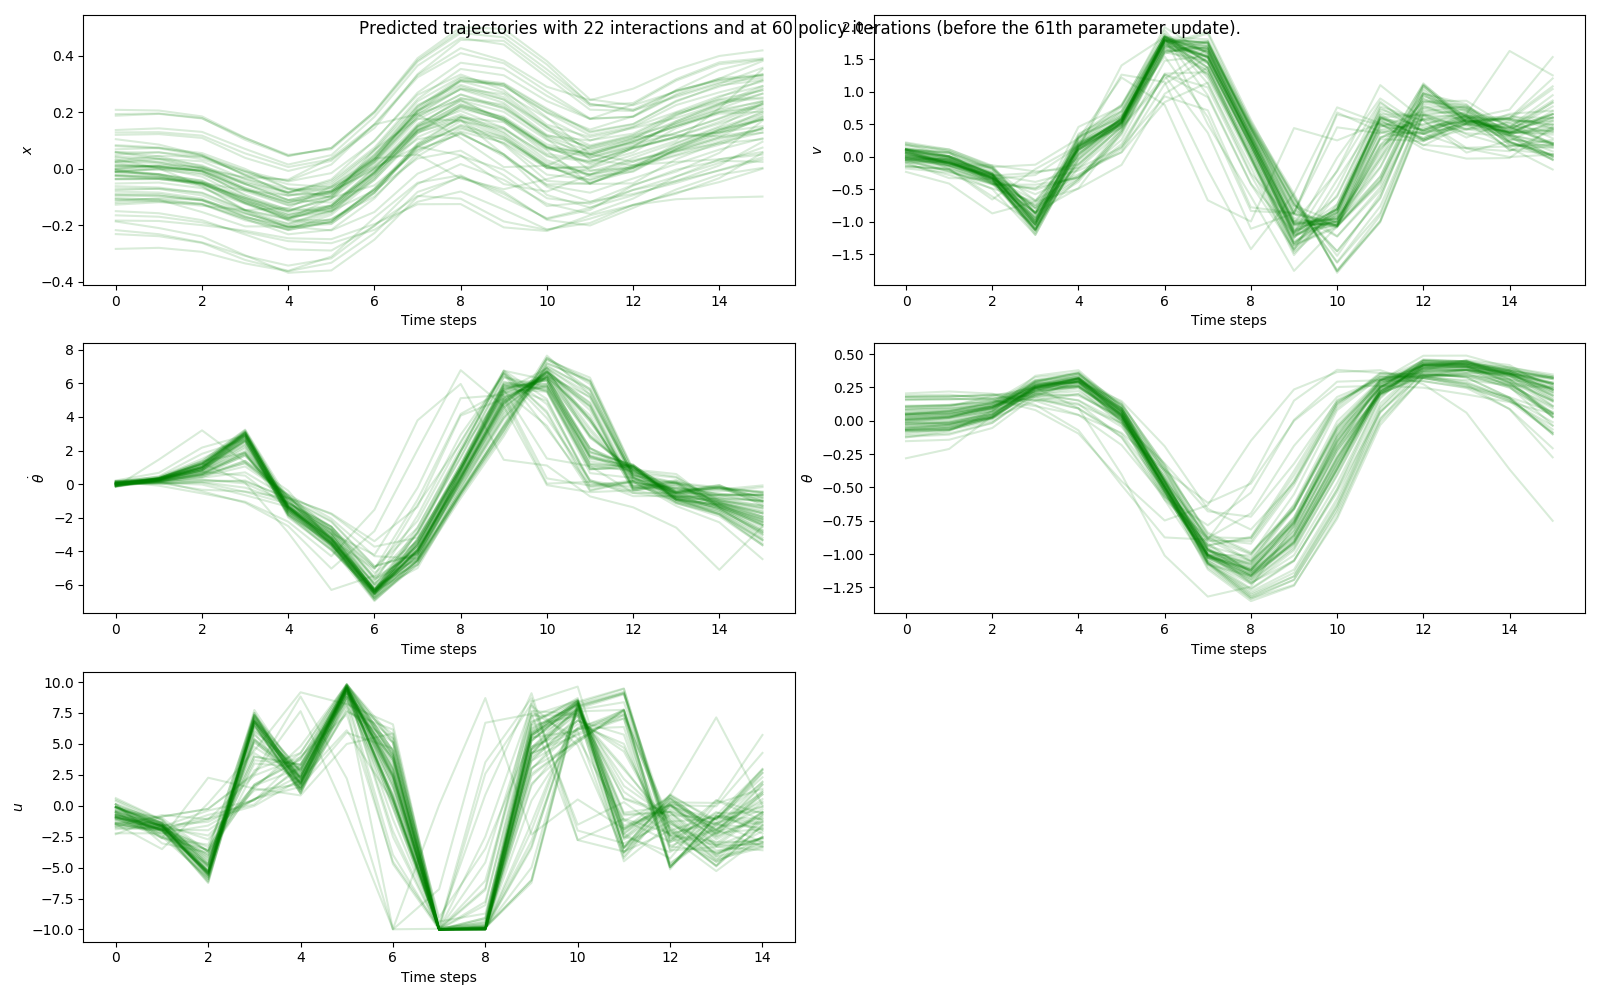 Predicted trajectories with 22 interactions and at 60 policy iterations (before the 61th parameter update).
0.4
0.2
0.0
−0.2
−0.4
x
0 2 4 6 8 10 12 14
Time steps
2.0
1.5
1.0
0.5
0.0
−0.5
−1.0
−1.5
v
0 2 4 6 8 10 12 14
Time steps
8
6
4
2
0
−2
−4
−6
θ̇
0 2 4 6 8 10 12 14
Time steps
0.50
0.25
0.00
−0.25
−0.50
−0.75
−1.00
−1.25
θ
0 2 4 6 8 10 12 14
Time steps
10.0
7.5
5.0
2.5
0.0
−2.5
−5.0
−7.5
−10.0
u
0 2 4 6 8 10 12 14
Time steps